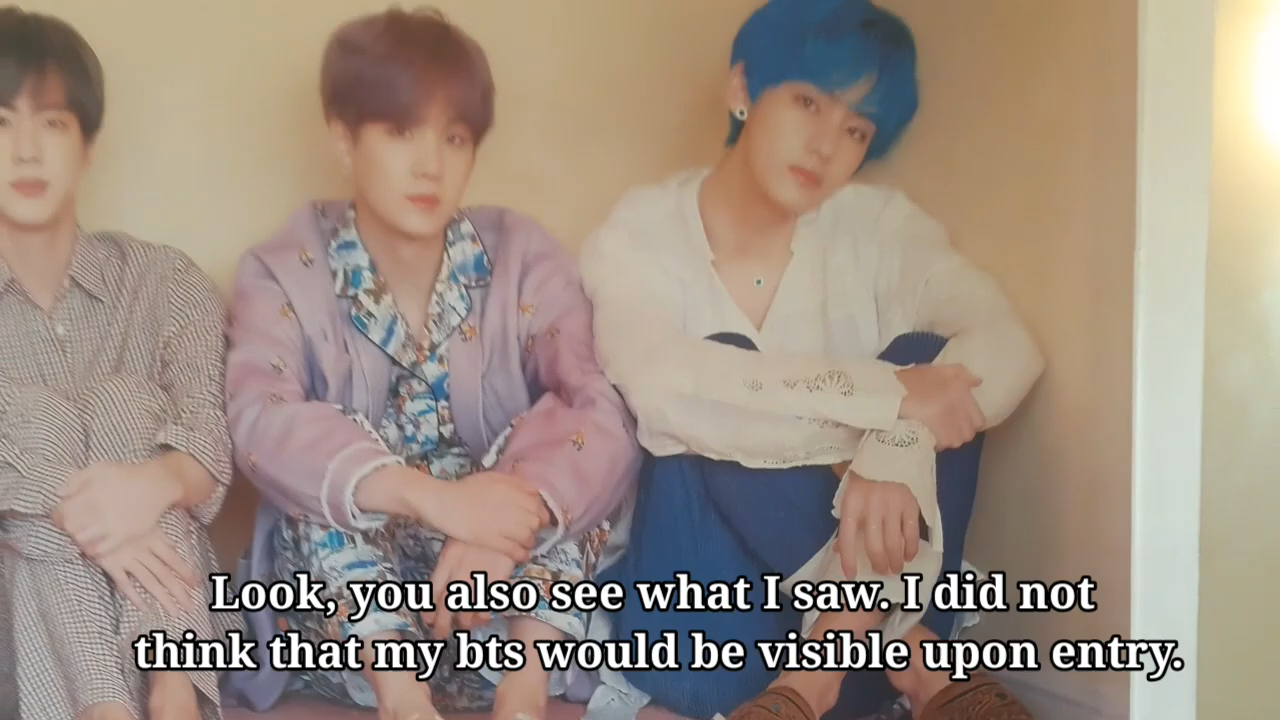 Look, you also see what I saw. I did not
think that my bts would be visible upon entry.